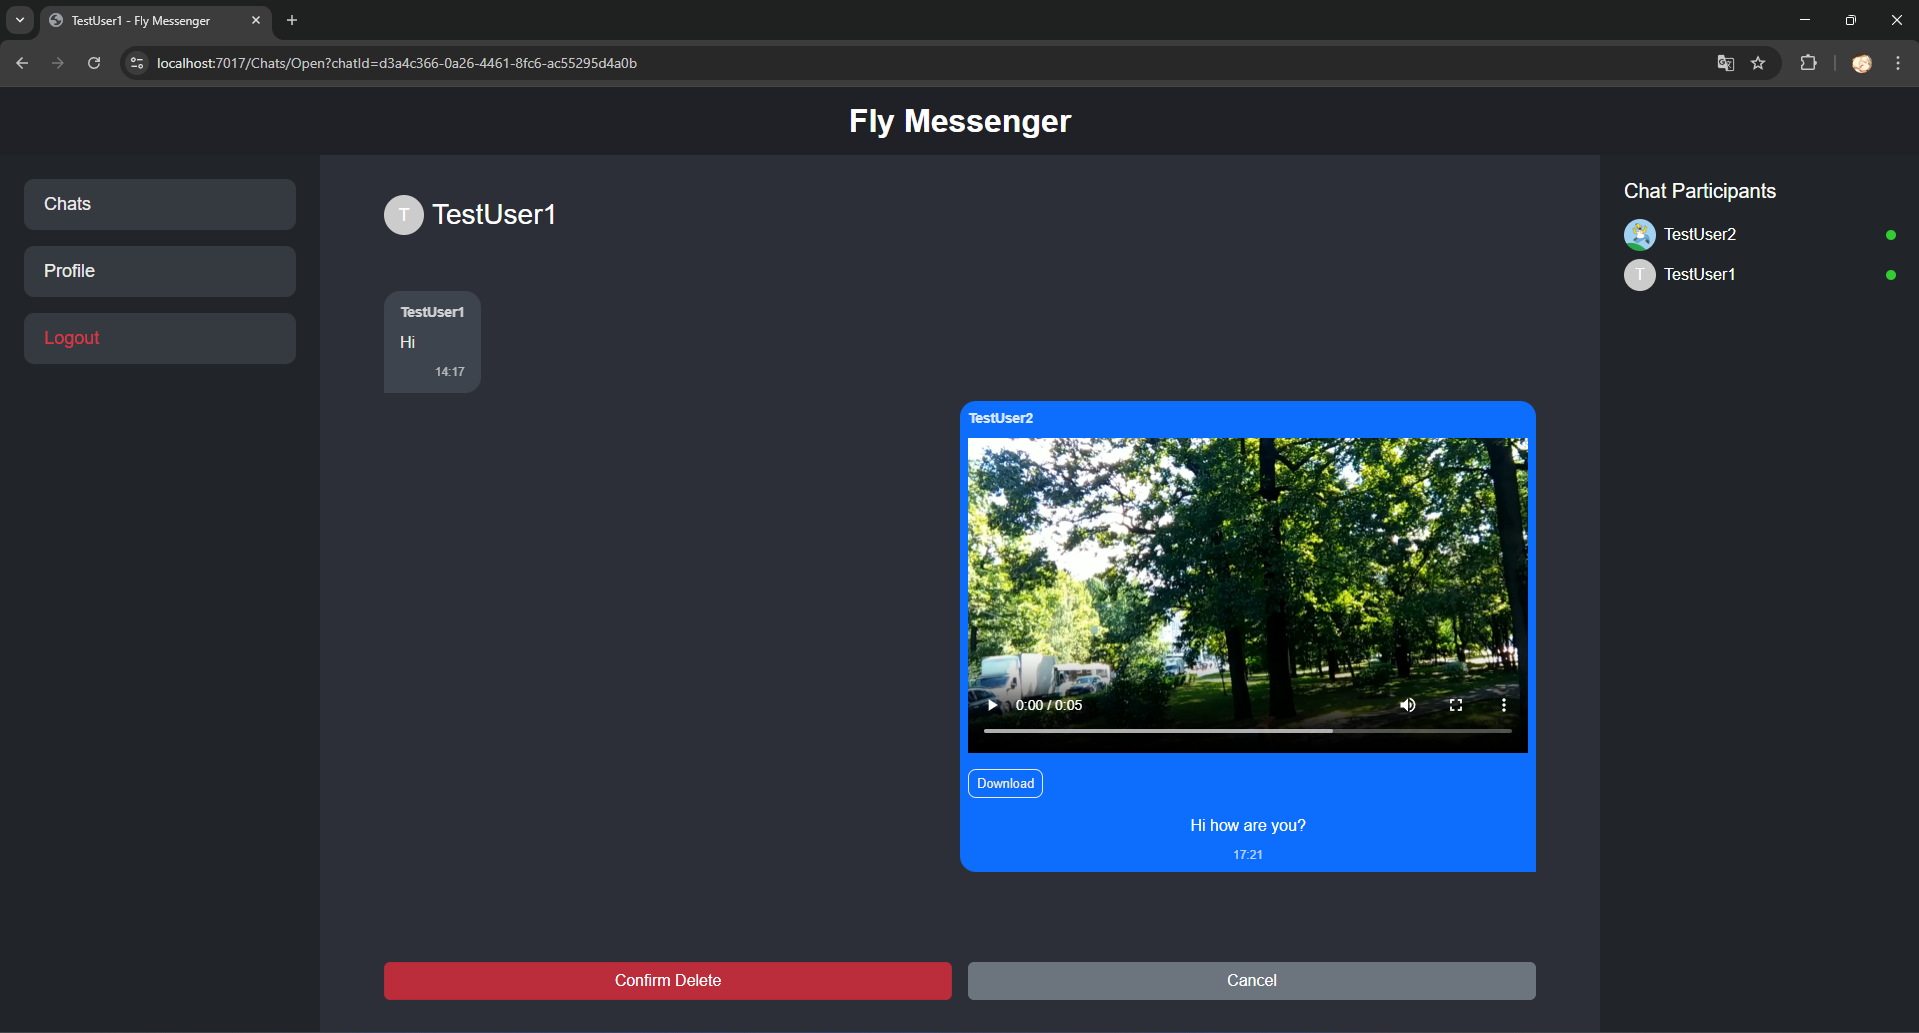 TestUser1 - Fly Messenger
localhost:7017/Chats/Open?chatId=d3a4c366-0a26-4461-8fc6-ac55295d4a0b
Fly Messenger
Chats
Profile
Logout
T TestUser1
TestUser1
Hi
14:17
TestUser2
0:00 / 0:05
Download
Hi how are you?
17:21
Confirm Delete
Cancel
Chat Participants
TestUser2
T TestUser1